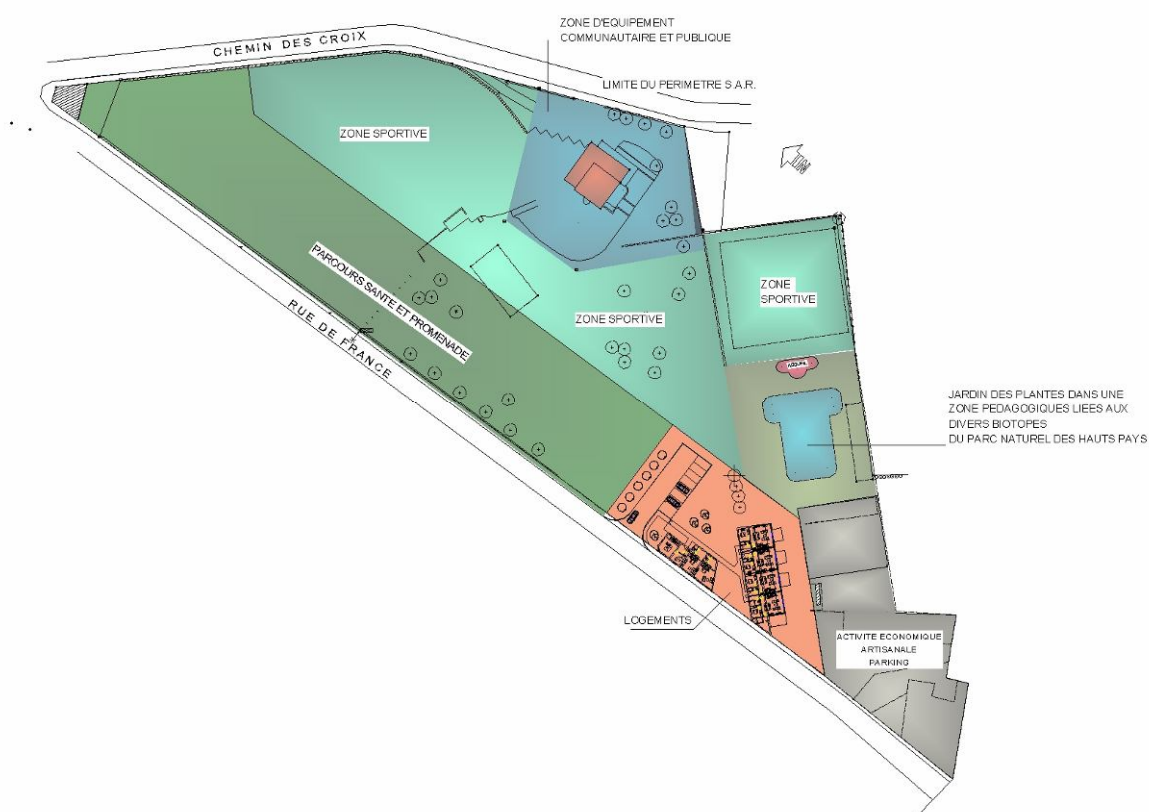 ZONE D'EQUIPEMENT
COMMUNAUTAIRE ET PUBLIQUE
CHEMIN DES CROIX
LIMITE DU PERIMETRE S.A.R.
ZONE SPORTIVE
ZONE
SPORTIVE
PARCOURS SANTE ET PROMENADE
ZONE SPORTIVE
RUE DE FRANCE
JARDIN DES PLANTES DANS UNE
ZONE PEDAGOGIQUES LIEES AUX
DIVERS BIOTOPES
DU PARC NATUREL DES HAUTS PAYS
LOGEMENTS
ACTIVITE ECONOMIQUE
ARTISANALE
PARKING